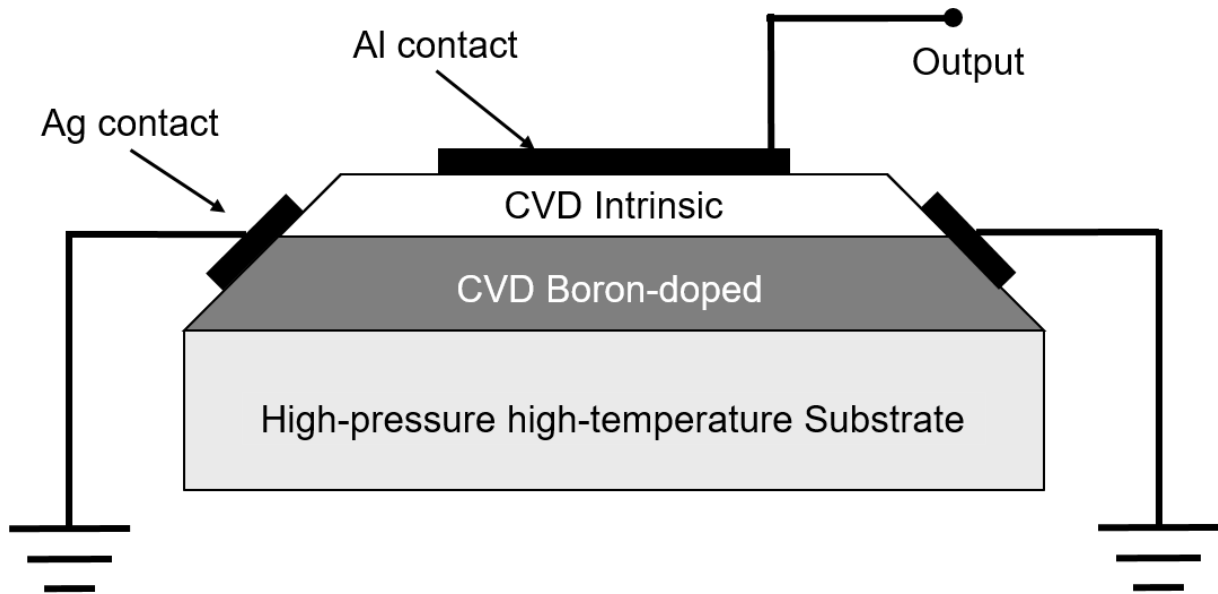 Al contact
Output
Ag contact
CVD Intrinsic
CVD Boron-doped
High-pressure high-temperature Substrate